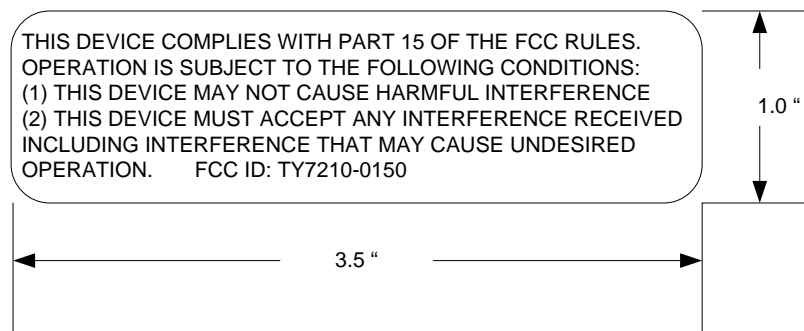 THIS DEVICE COMPLIES WITH PART 15 OF THE FCC RULES.
OPERATION IS SUBJECT TO THE FOLLOWING CONDITIONS:
(1) THIS DEVICE MAY NOT CAUSE HARMFUL INTERFERENCE
(2) THIS DEVICE MUST ACCEPT ANY INTERFERENCE RECEIVED
INCLUDING INTERFERENCE THAT MAY CAUSE UNDESIRED
OPERATION. FCC ID: TY7210-0150
1.0 “
3.5 “